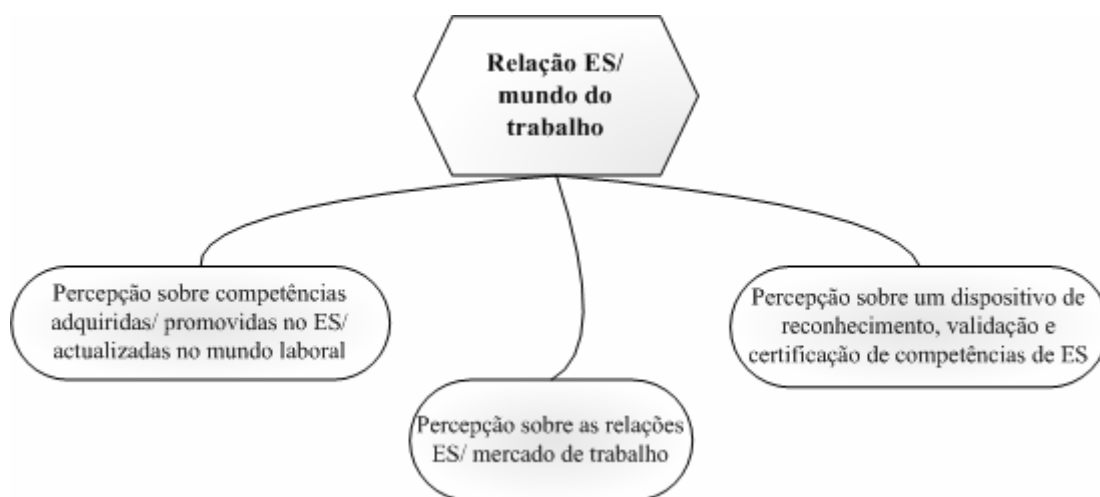 Relação ES/
mundo do
trabalho
Percepção sobre competências
adquiridas/ promovidas no ES/
actualizadas no mundo laboral
Percepção sobre as relações
ES/ mercado de trabalho
Percepção sobre um dispositivo de
reconhecimento, validação e
certificação de competências de ES